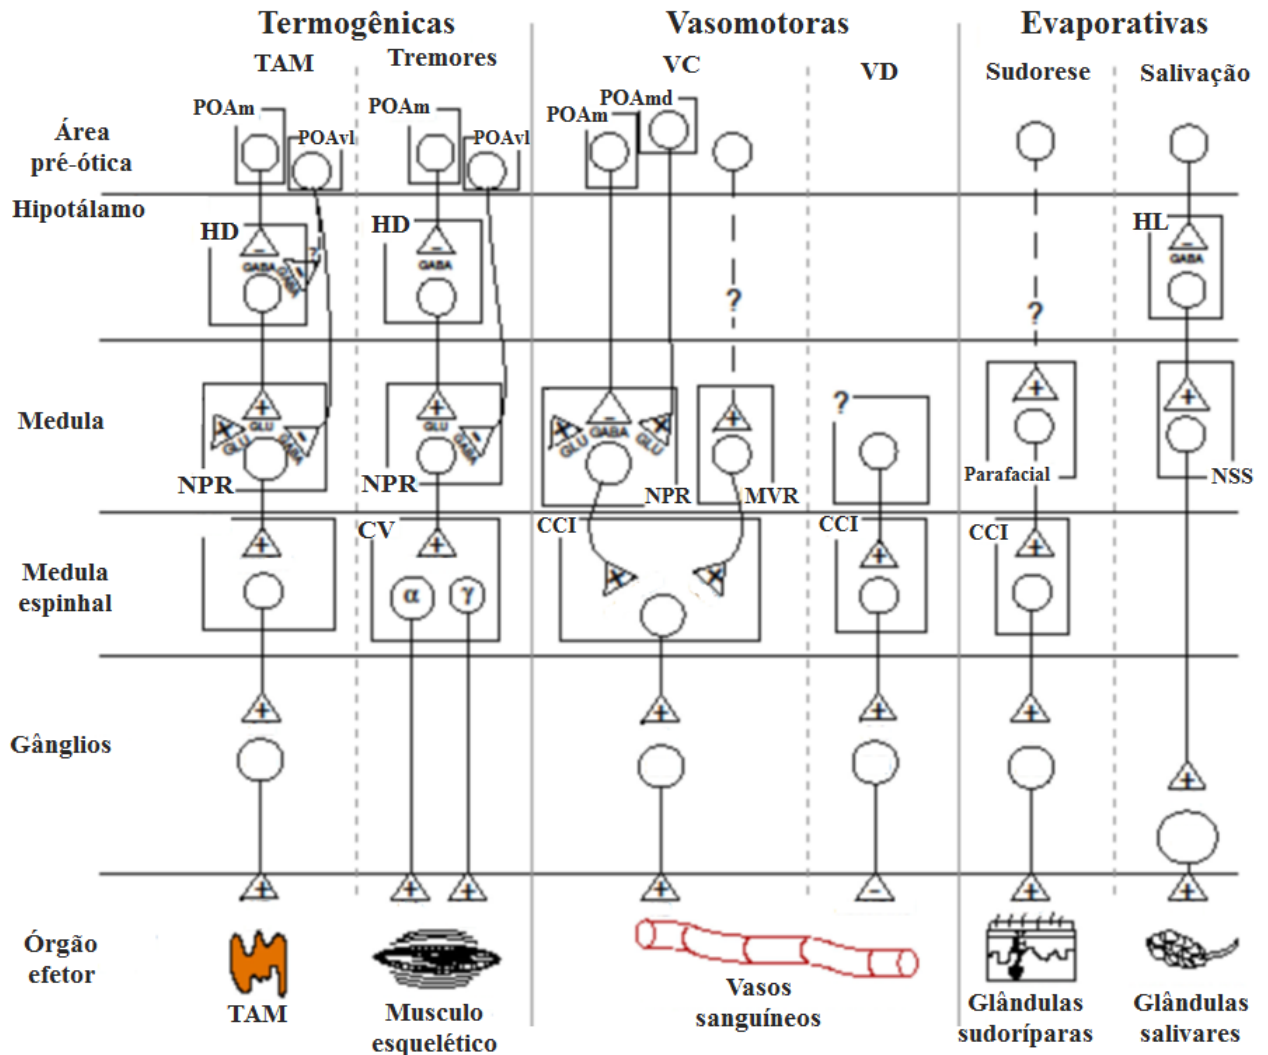 Termogênicas
Vasomotoras
Evaporativas
TAM
Tremores
VC
VD
Sudorese
Salivação
Área
pré-ótica
POAm
POAvl
POAm
POAvl
POAm
POAmd
Hipotálamo
HD
–
GABA
–
GABA
?
HD
–
GABA
?
?
HL
–
GABA
Medula
+
GLU
+
GLU
–
GABA
NPR
+
GLU
–
GABA
NPR
+
GLU
–
GABA
+
GLU
NPR
+
MVR
?
+
Parafacial
+
NSS
Medula
espinhal
+
CV
+
α
γ
CCI
+
+
CCI
+
CCI
+
Gânglios
+
+
+
+
+
Órgão
efetor
+
+
+
+
–
+
+
TAM
Musculo
esquelético
Vasos
sanguíneos
Glândulas
sudoríparas
Glândulas
salivares